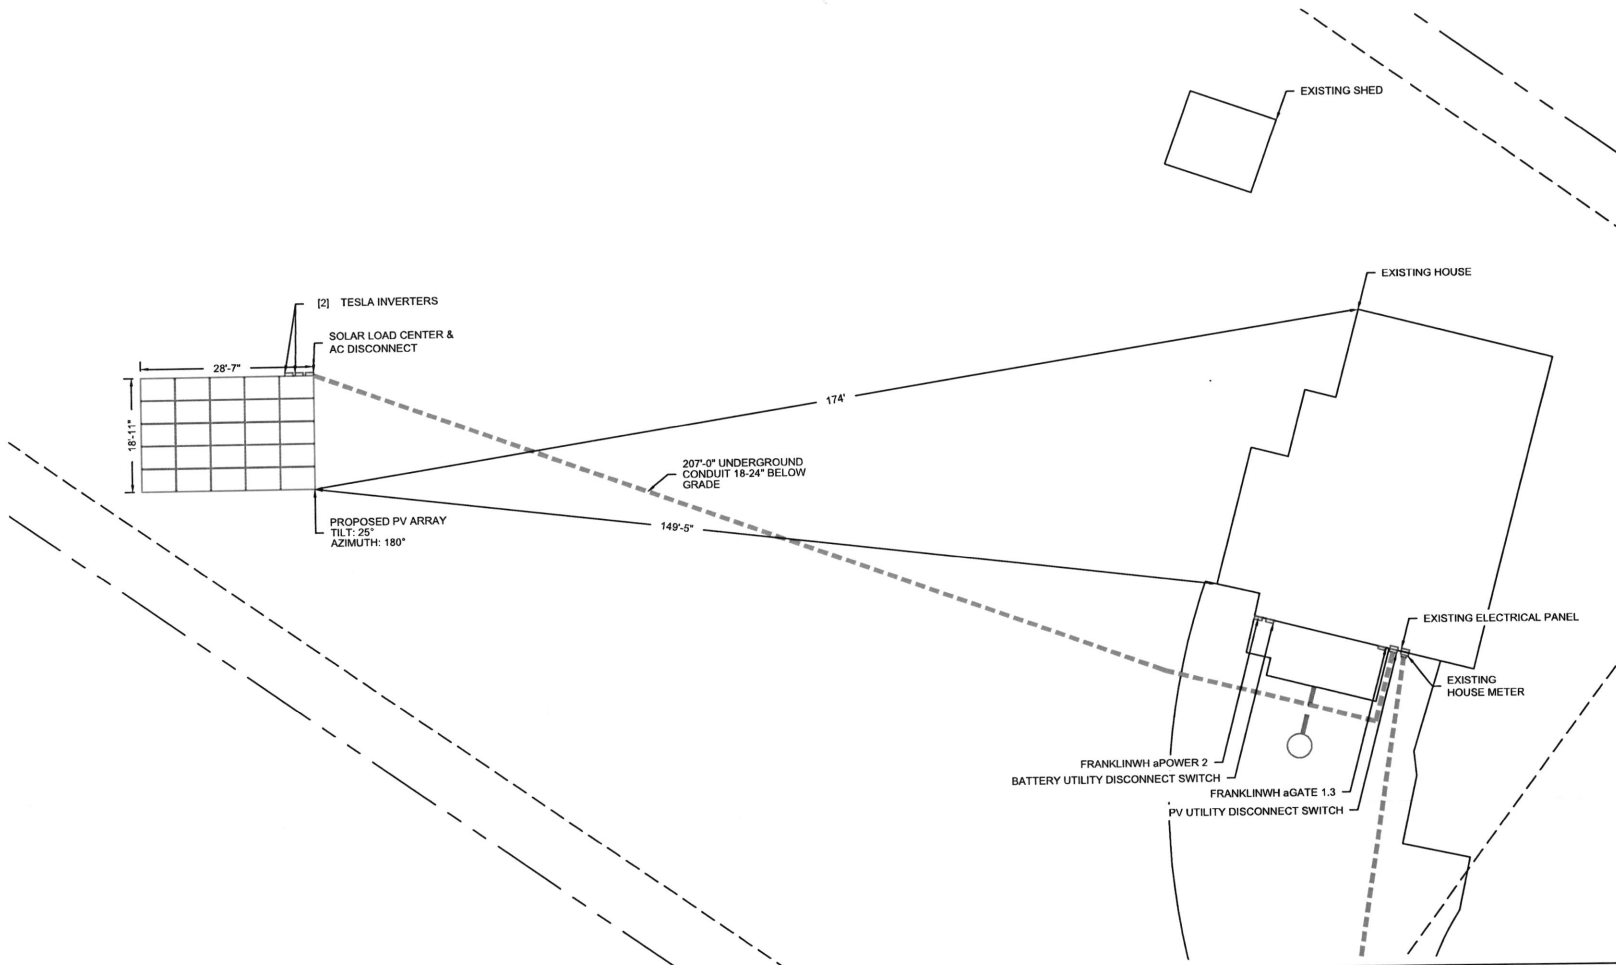 EXISTING SHED
EXISTING HOUSE
[2] TESLA INVERTERS
SOLAR LOAD CENTER &
AC DISCONNECT
28'-7"
18'-11"
174'
207'-0" UNDERGROUND
CONDUIT 18-24" BELOW
GRADE
149'-5"
PROPOSED PV ARRAY
TILT: 25°
AZIMUTH: 180°
EXISTING ELECTRICAL PANEL
EXISTING
HOUSE METER
FRANKLINWH aPOWER 2
BATTERY UTILITY DISCONNECT SWITCH
FRANKLINWH aGATE 1.3
PV UTILITY DISCONNECT SWITCH